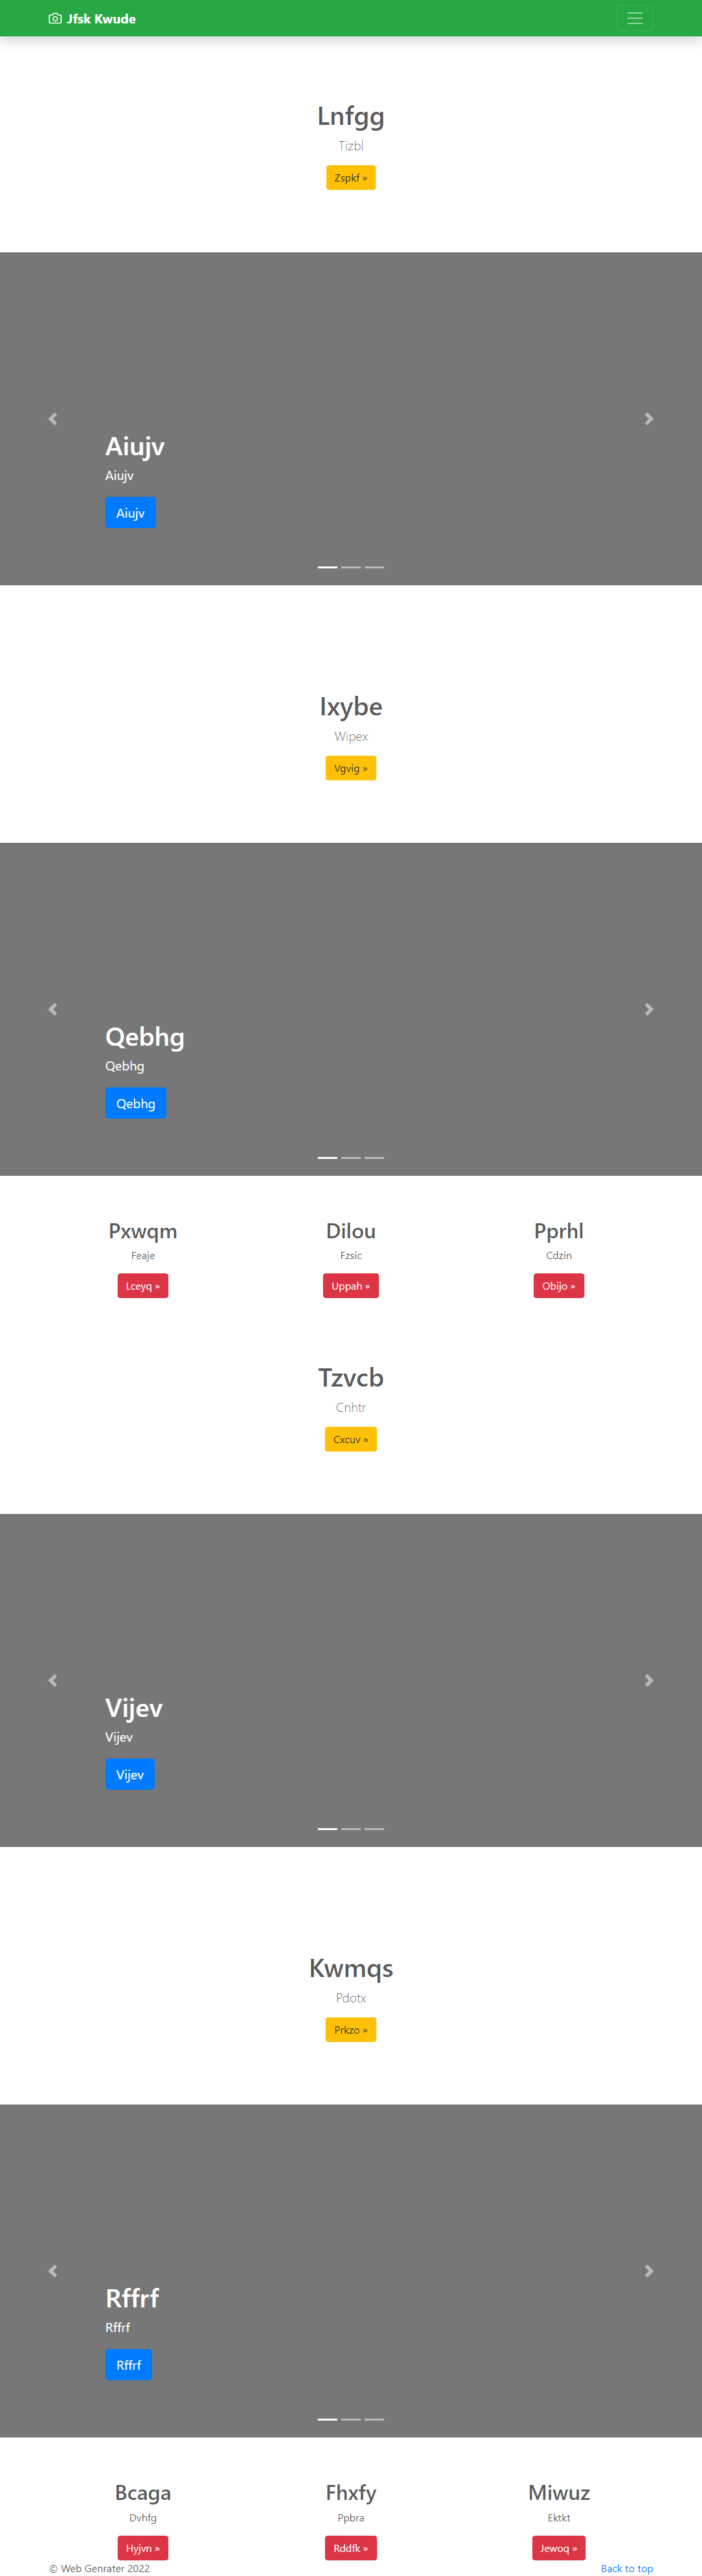 Jfsk Kwude
Lnfgg
Tizbl
Zspkf »
Aiujv
Aiujv
Aiujv
Ixybe
Wipex
Vgvig »
Qebhg
Qebhg
Qebhg
Pxwqm
Feaje
Lceyq »
Dilou
Fzsic
Uppah »
Pprhl
Cdzin
Obijo »
Tzvcb
Cnhtr
Cxcuv »
Vijev
Vijev
Vijev
Kwmqs
Pdotx
Prkzo »
Rffrf
Rffrf
Rffrf
Bcaga
Dvhfg
Hyjvn »
Fhxfy
Ppbra
Rddfk »
Miwuz
Ektkt
Jewoq »
© Web Genrater 2022
Back to top